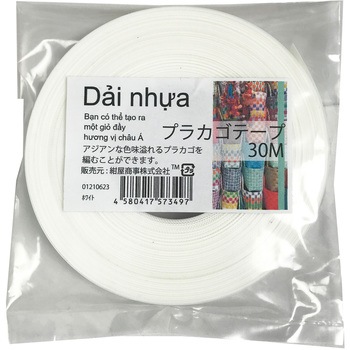 Dải nhựa
Bạn có thể tạo ra
một giỏ đầy
hương vị châu Á
プラカゴテープ
30M
アジアンな色味溢れるプラカゴを
編むことができます。
販売元：紺屋商事株式会社™
01210623
ホワイト
4 580417 573497